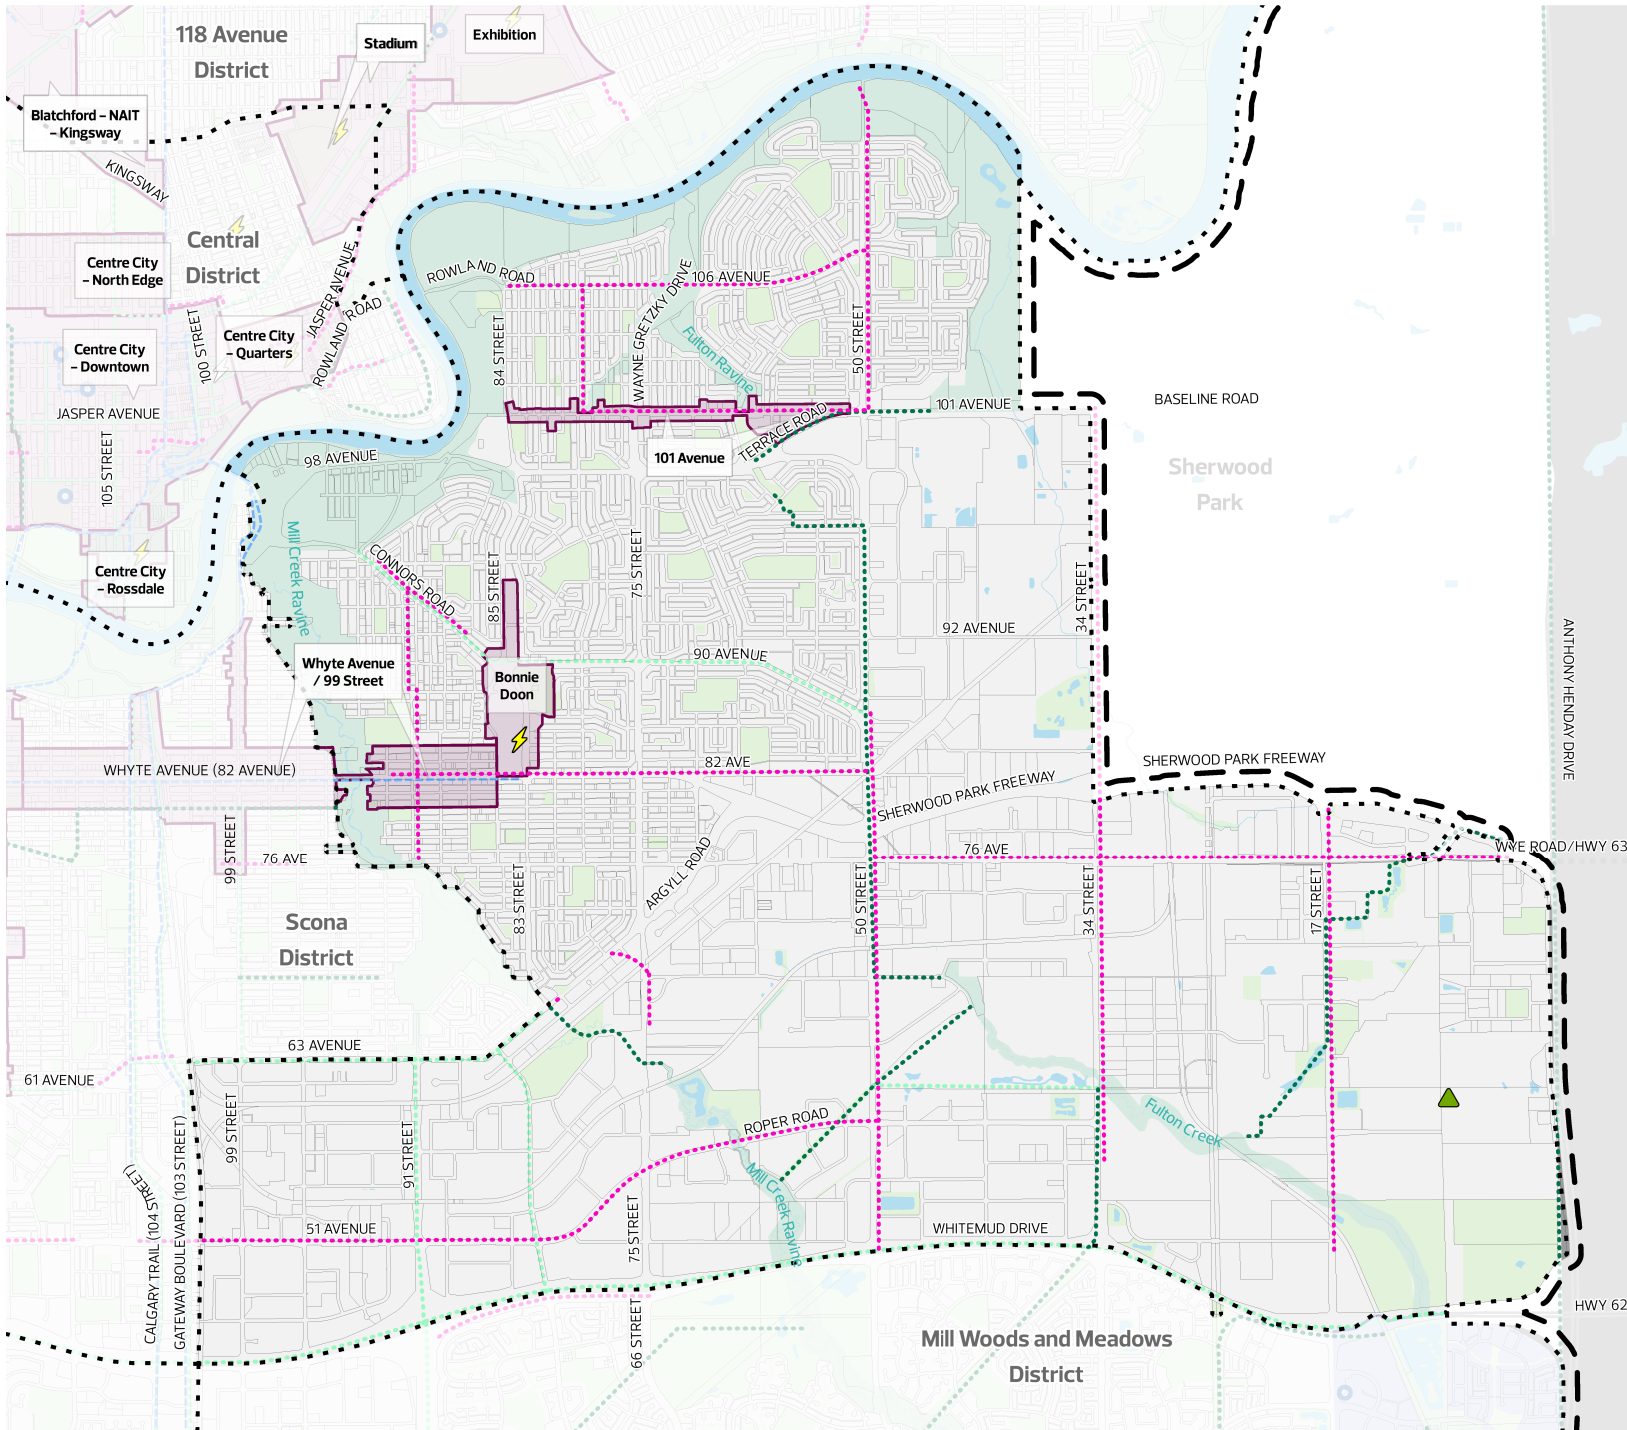 118 Avenue
District
Stadium
Exhibition
Blatchford – NAIT
– Kingsway
KINGSWAY
Central
District
Centre City
– North Edge
JASPER AVENUE
ROWLAND ROAD
ROWLAND ROAD
106 AVENUE
WAYNE GRETZKY DRIVE
Fulton Ravine
50 STREET
84 STREET
100 STREET
Centre City
– Quarters
Centre City
– Downtown
JASPER AVENUE
105 STREET
BASELINE ROAD
101 AVENUE
TERRACE ROAD
101 Avenue
98 AVENUE
Sherwood
Park
Mill Creek Ravine
Centre City
– Rossdale
CONNORS ROAD
85 STREET
75 STREET
34 STREET
92 AVENUE
90 AVENUE
Whyte Avenue
/ 99 Street
Bonnie
Doon
ANTHONY HENDAY DRIVE
WHYTE AVENUE (82 AVENUE)
82 AVE
SHERWOOD PARK FREEWAY
SHERWOOD PARK FREEWAY
99 STREET
76 AVE
76 AVE
WYE ROAD/HWY 63
ARGYLL ROAD
83 STREET
50 STREET
34 STREET
17 STREET
Scona
District
63 AVENUE
61 AVENUE
99 STREET
91 STREET
ROPER ROAD
Fulton Creek
Mill Creek Ravine
(104 STREET)
CALGARY TRAIL (104 STREET)
GATEWAY BOULEVARD (103 STREET)
51 AVENUE
75 STREET
WHITEMUD DRIVE
66 STREET
HWY 62
Mill Woods and Meadows
District